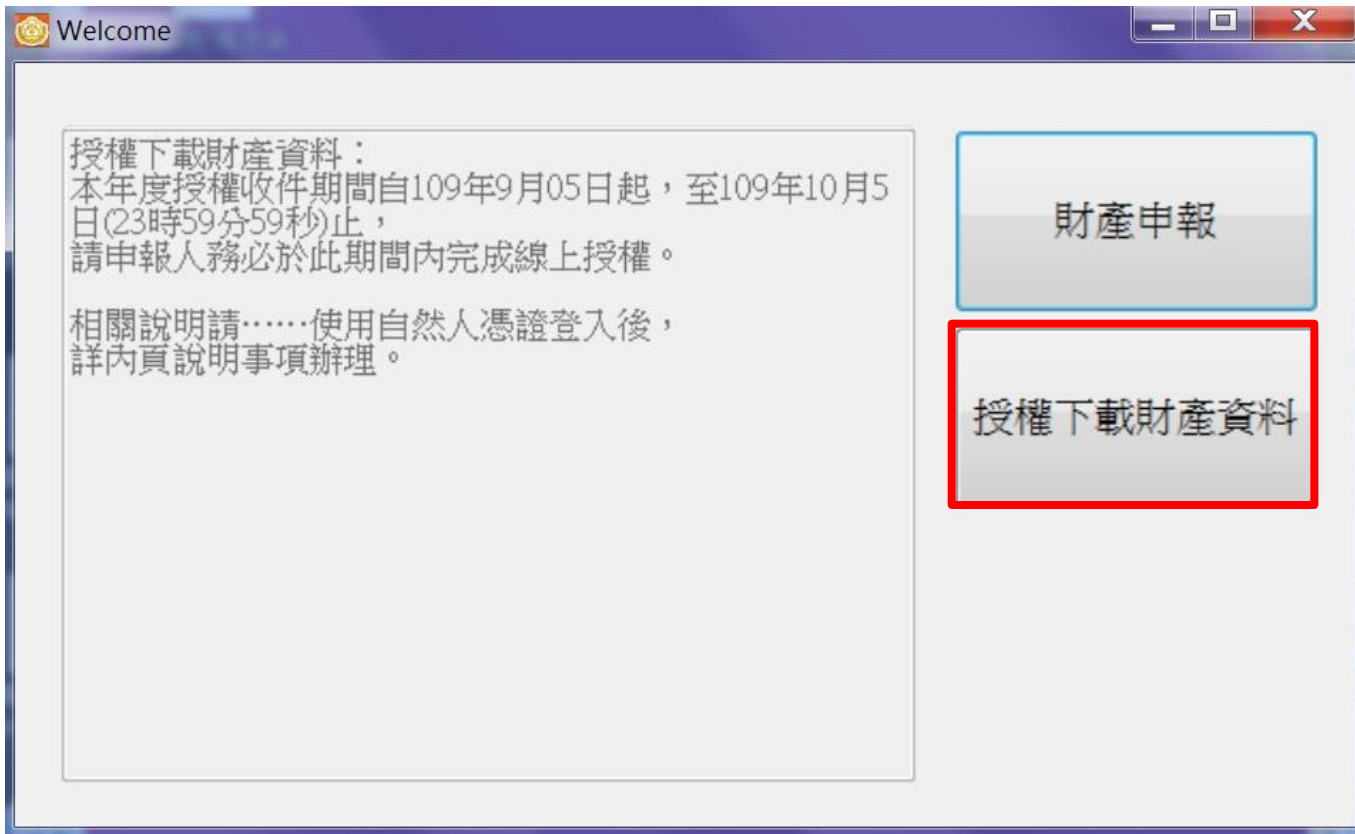 Welcome
授權下載財產資料：
本年度授權收件期間自109年9月05日起，至109年10月5
日(23時59分59秒)止，
請申報人務必於此期間內完成線上授權。
相關說明請……使用自然人憑證登入後，
詳內頁說明事項辦理。
財產申報
授權下載財產資料